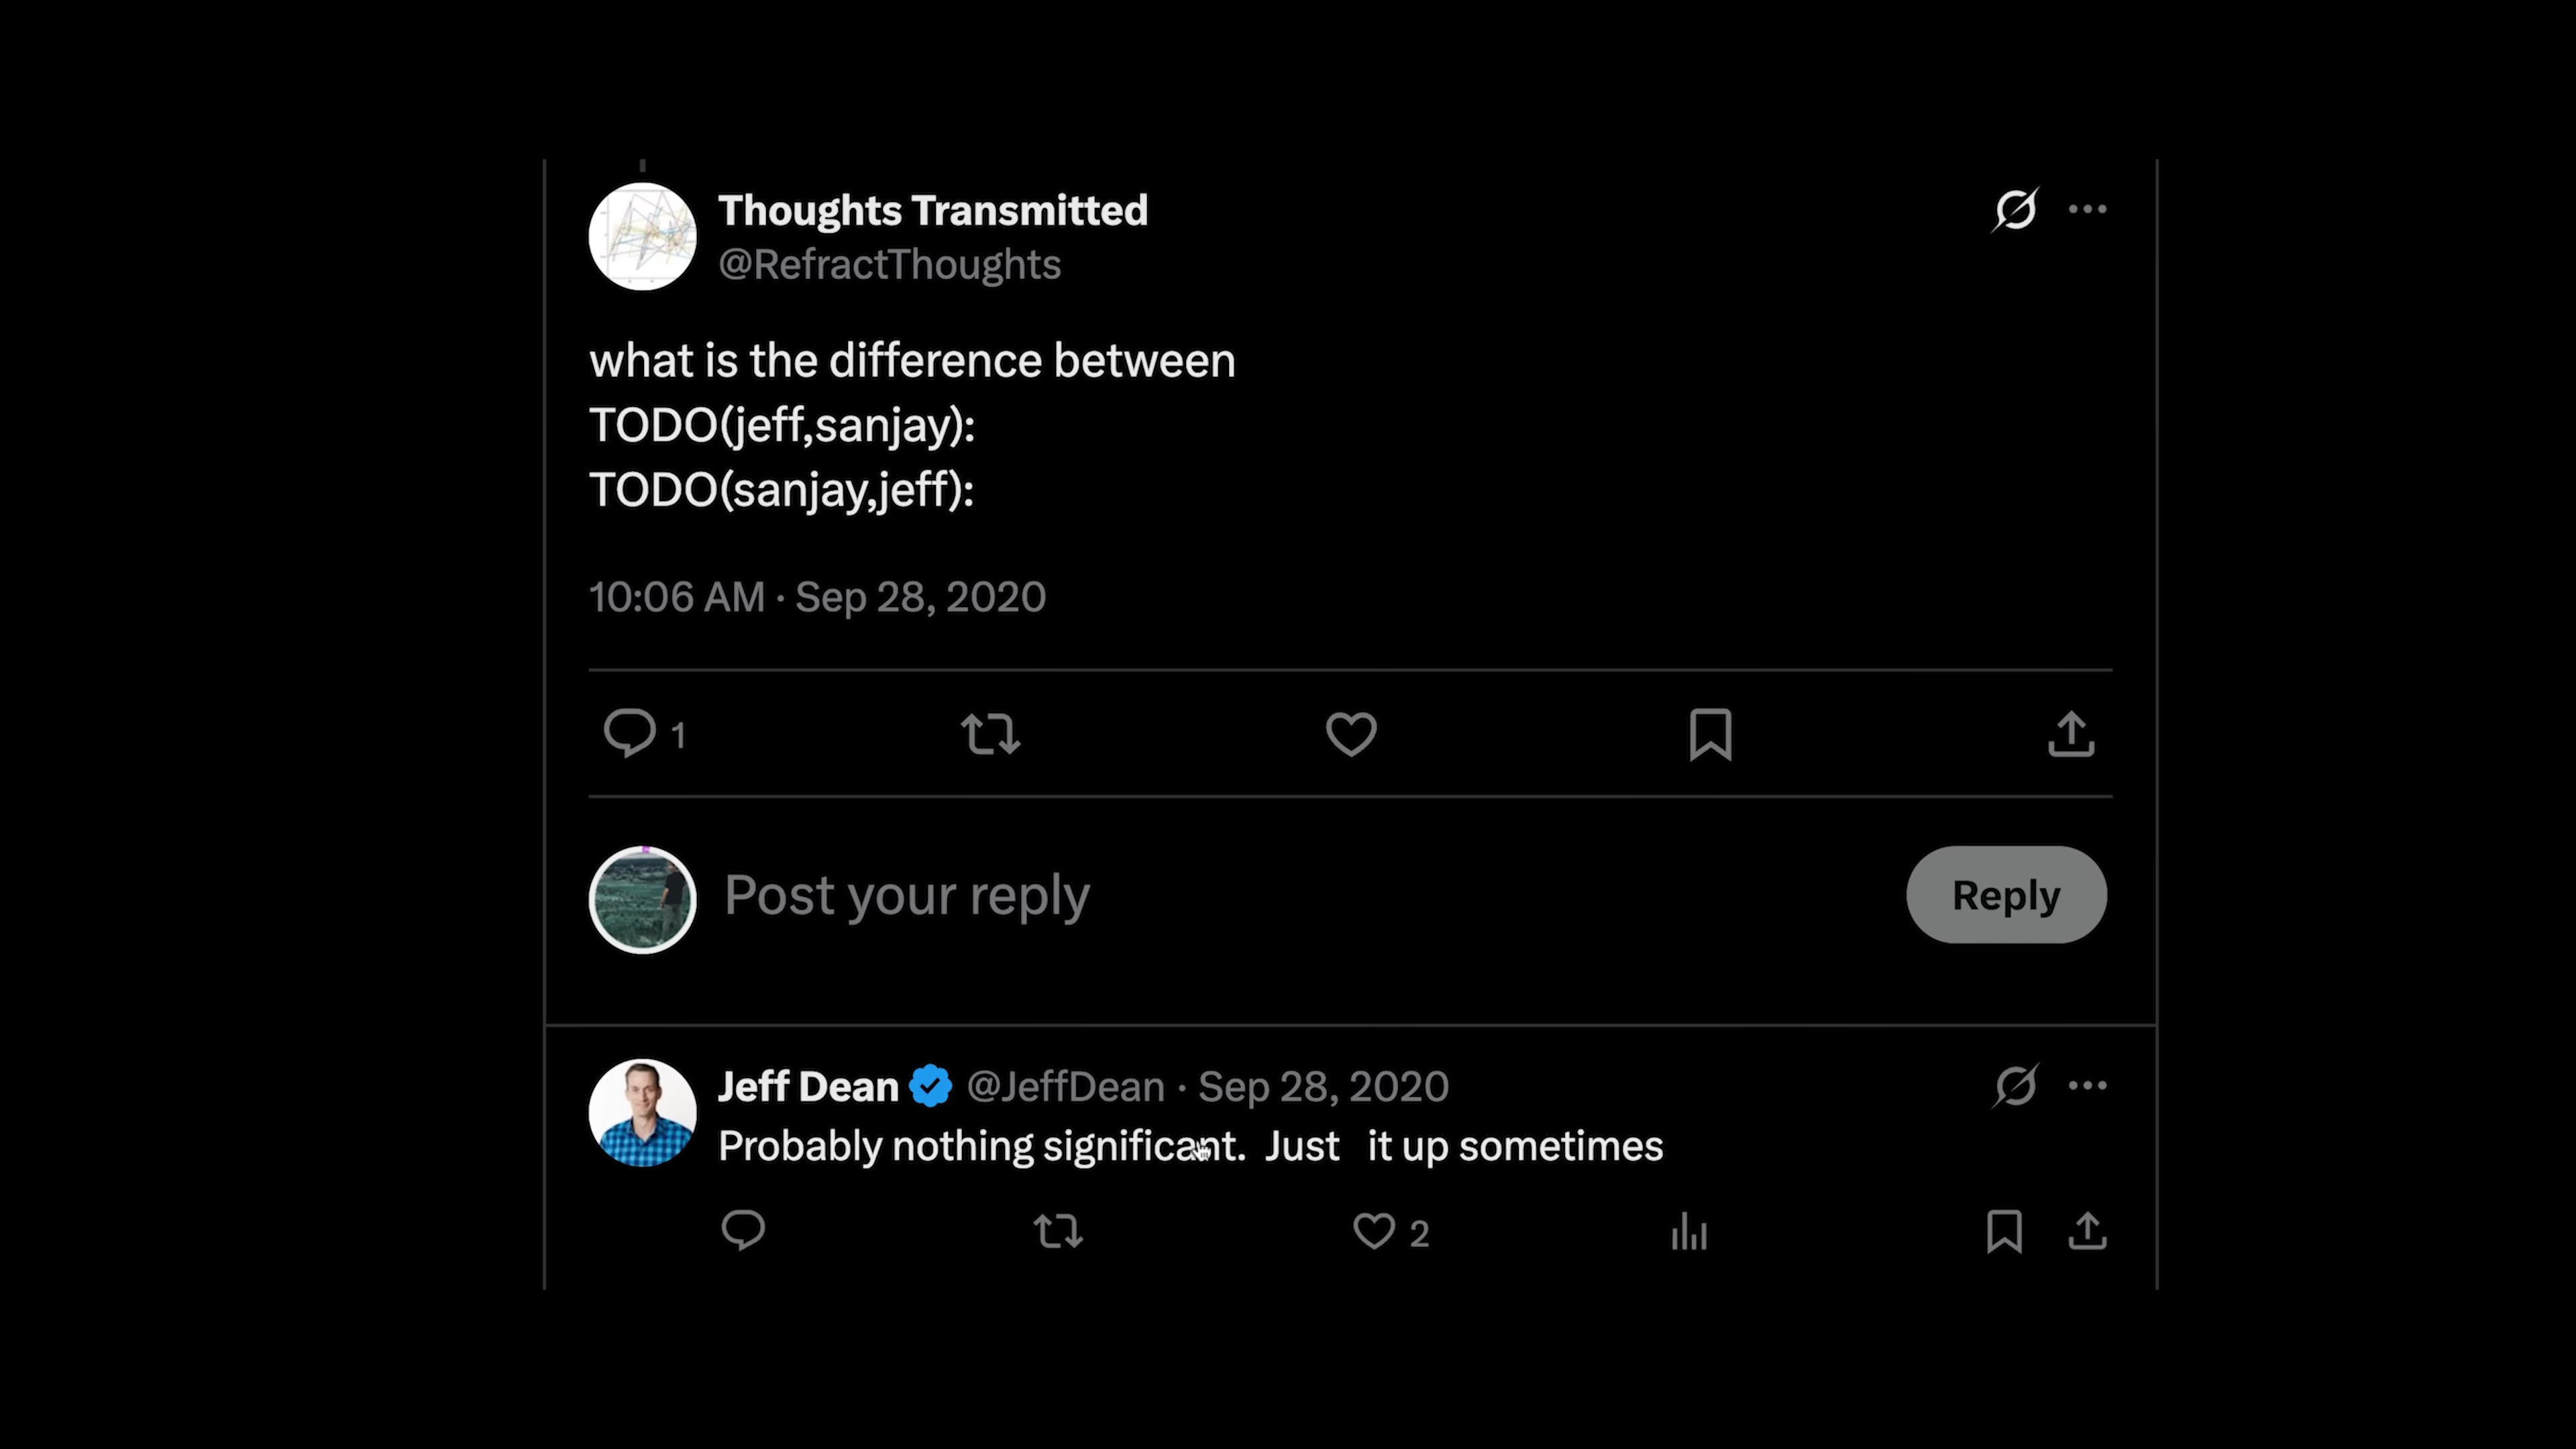 Thoughts Transmitted
@RefractThoughts
what is the difference between
TODO(jeff,sanjay):
TODO(sanjay,jeff):
10:06 AM · Sep 28, 2020
1
Post your reply
Reply
Jeff Dean @JeffDean · Sep 28, 2020
Probably nothing significant.  Just   it up sometimes
2